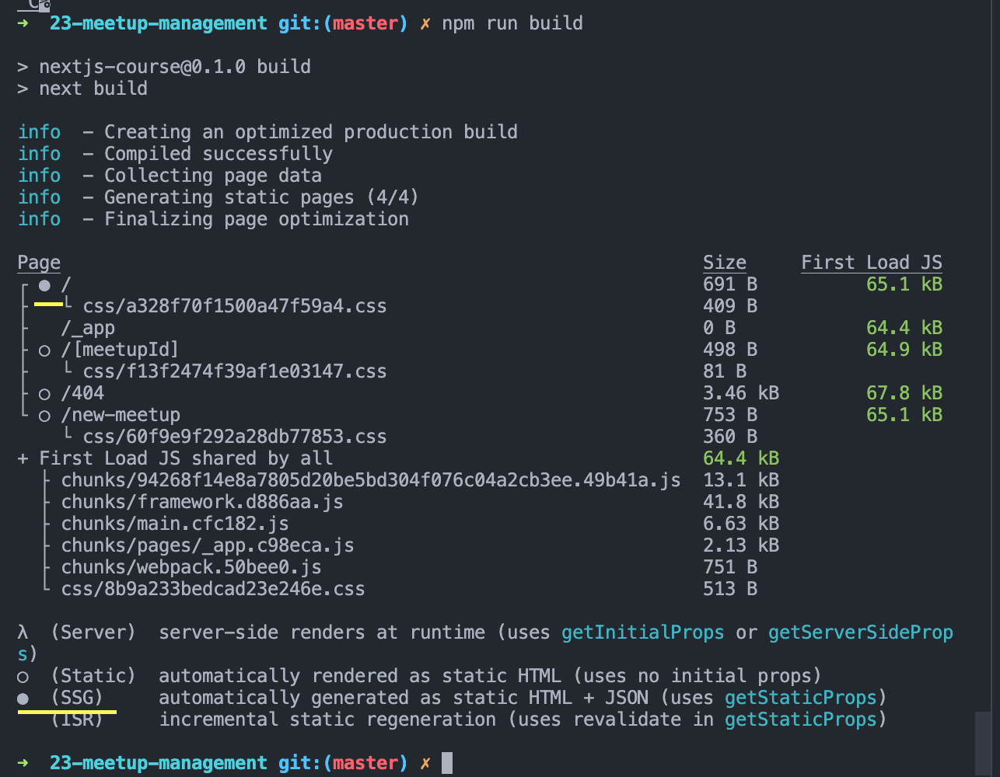 ➜  23-meetup-management git:(master) ✗ npm run build
> nextjs-course@0.1.0 build
> next build
info  - Creating an optimized production build
info  - Compiled successfully
info  - Collecting page data
info  - Generating static pages (4/4)
info  - Finalizing page optimization
Page                                                           Size     First Load JS
┌ ● /                                                          691 B          65.1 kB
├   └ css/a328f70f1500a47f59a4.css                             409 B
├   /_app                                                      0 B            64.4 kB
├ ○ /[meetupId]                                                498 B          64.9 kB
├   └ css/f13f2474f39af1e03147.css                             81 B
├ ○ /404                                                       3.46 kB        67.8 kB
└ ○ /new-meetup                                                753 B          65.1 kB
    └ css/60f9e9f292a28db77853.css                             360 B
+ First Load JS shared by all                                  64.4 kB
  ├ chunks/94268f14e8a7805d20be5bd304f076c04a2cb3ee.49b41a.js  13.1 kB
  ├ chunks/framework.d886aa.js                                 41.8 kB
  ├ chunks/main.cfc182.js                                      6.63 kB
  ├ chunks/pages/_app.c98eca.js                                2.13 kB
  ├ chunks/webpack.50bee0.js                                   751 B
  └ css/8b9a233bedcad23e246e.css                               513 B
λ  (Server)  server-side renders at runtime (uses getInitialProps or getServerSideProp
s)
○  (Static)  automatically rendered as static HTML (uses no initial props)
●  (SSG)     automatically generated as static HTML + JSON (uses getStaticProps)
   (ISR)     incremental static regeneration (uses revalidate in getStaticProps)
➜  23-meetup-management git:(master) ✗